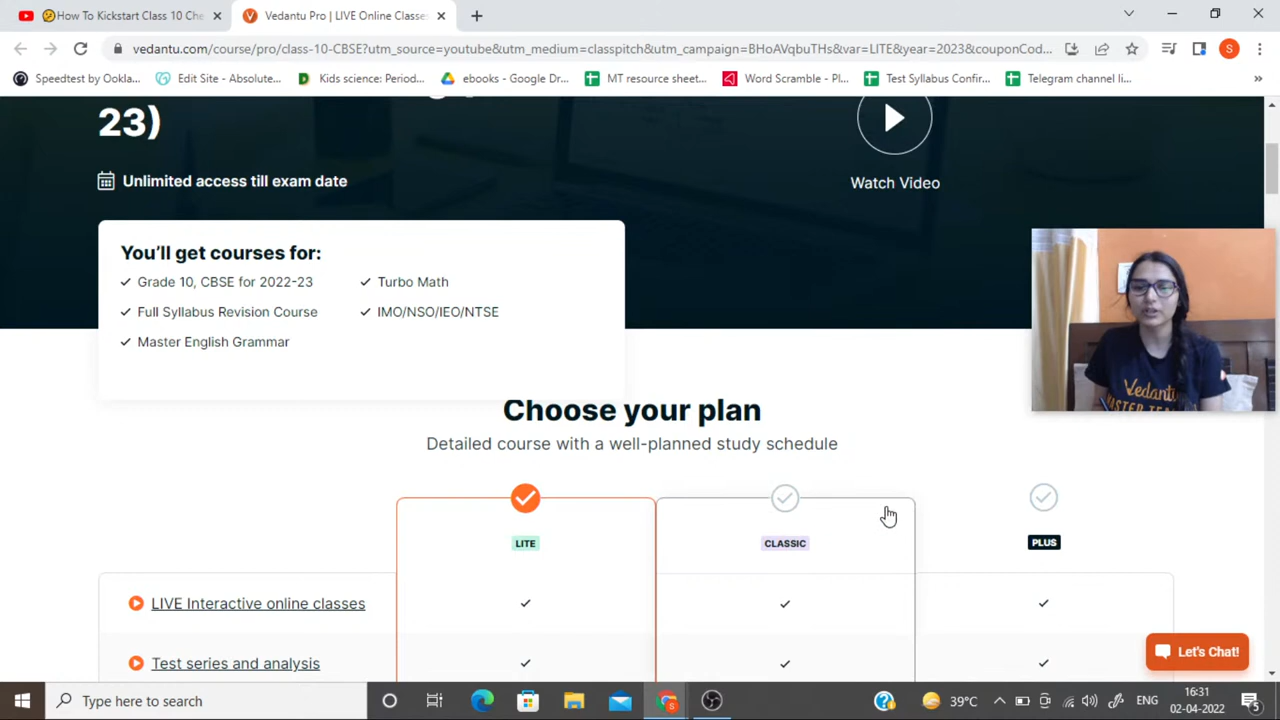 How To Kickstart Class 10 Che
Vedantu Pro | LIVE Online Classes
vedantu.com/course/pro/class-10-CBSE?utm_source=youtube&utm_medium=classpitch&utm_campaign=BHoAVqbuTHs&var=LITE&year=2023&couponCod...
S
Speedtest by Ookla...
Edit Site - Absolute...
Kids science: Period...
ebooks - Google Dr...
MT resource sheet...
Word Scramble - Pl...
Test Syllabus Confir...
Telegram channel li...
23)
Unlimited access till exam date
Watch Video
You'll get courses for:
Grade 10, CBSE for 2022-23
Turbo Math
Full Syllabus Revision Course
IMO/NSO/IEO/NTSE
Master English Grammar
Vedantu
MASTER TEA
Choose your plan
Detailed course with a well-planned study schedule
LITE
CLASSIC
PLUS
LIVE Interactive online classes
Test series and analysis
Let's Chat!
Type here to search
39°C
ENG
16:31
02-04-2022
5